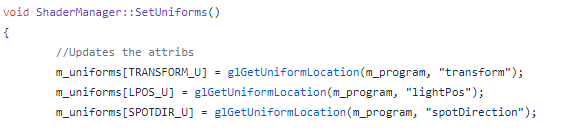 void ShaderManager::SetUniforms()
{
//Updates the attribs
m_uniforms[TRANSFORM_U] = glGetUniformLocation(m_program, "transform");
m_uniforms[LPOS_U] = glGetUniformLocation(m_program, "lightPos");
m_uniforms[SPOTDIR_U] = glGetUniformLocation(m_program, "spotDirection");